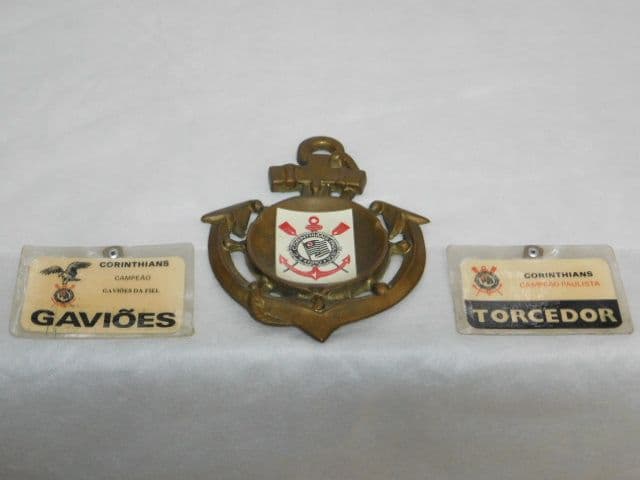 CORINTHIANS
CAMPEÃO
GAVIÕES DA FIEL
GAVIÕES
CORINTHIANS
CAMPEÃO PAULISTA
TORCEDOR